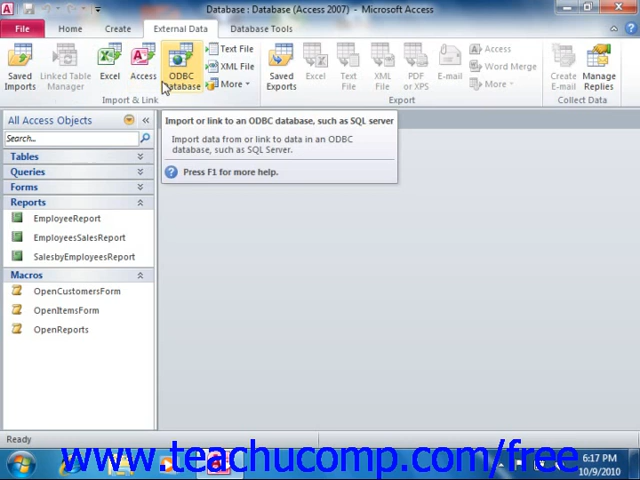 Database : Database (Access 2007) - Microsoft Access
File Home Create External Data Database Tools
Saved Imports
Linked Table Manager
Excel
Access
ODBC Database
Text File
XML File
More
Import & Link
Saved Exports
Excel
Text File
XML File
PDF or XPS
E-mail
Access
Word Merge
More
Export
Create E-mail
Manage Replies
Collect Data
All Access Objects
Search...
Tables
Queries
Forms
Reports
EmployeeReport
EmployeesSalesReport
SalesbyEmployeesReport
Macros
OpenCustomersForm
OpenItemsForm
OpenReports
Import or link to an ODBC database, such as SQL server
Import data from or link to data in an ODBC
database, such as SQL Server.
Press F1 for more help.
Ready
www.teachucomp.com/free
6:17 PM
10/9/2010